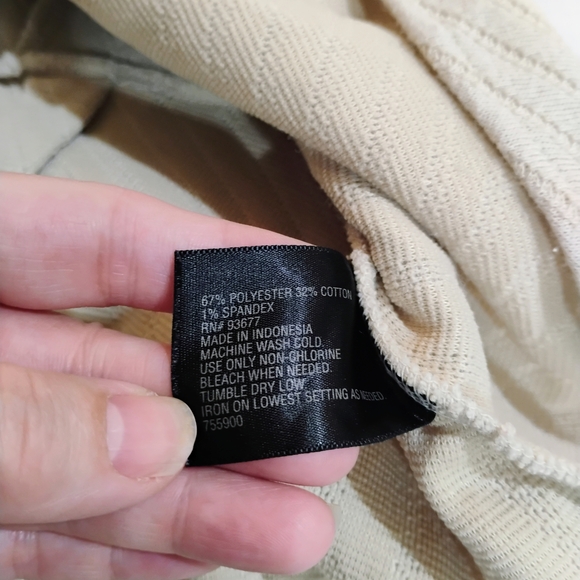 67% POLYESTER 32% COTTON
1% SPANDEX
RN# 93677
MADE IN INDONESIA
MACHINE WASH COLD.
USE ONLY NON-CHLORINE
BLEACH WHEN NEEDED.
TUMBLE DRY LOW.
IRON ON LOWEST SETTING AS NEEDED.
755900